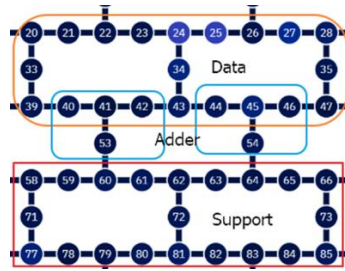 20 21 22 23 24 25 26 27 28
33 34 Data 35
39 40 41 42 43 44 45 46 47
53 Adder 54
58 59 60 61 62 63 64 65 66
71 72 Support 73
77 78 79 80 81 82 83 84 85